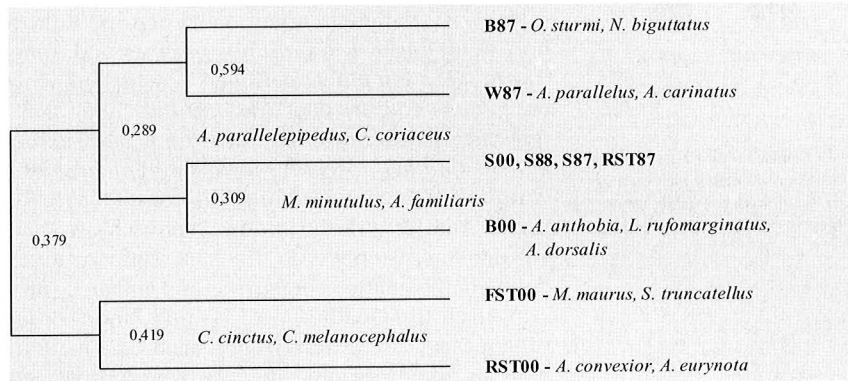 B87 - O. sturmi, N. biguttatus
0,594
W87 - A. parallelus, A. carinatus
0,289
A. parallelepipedus, C. coriaceus
S00, S88, S87, RST87
0,309
M. minutulus, A. familiaris
B00 - A. anthobia, L. rufomarginatus,
A. dorsalis
0,379
FST00 - M. maurus, S. truncatellus
0,419
C. cinctus, C. melanocephalus
RST00 - A. convexior, A. eurynota